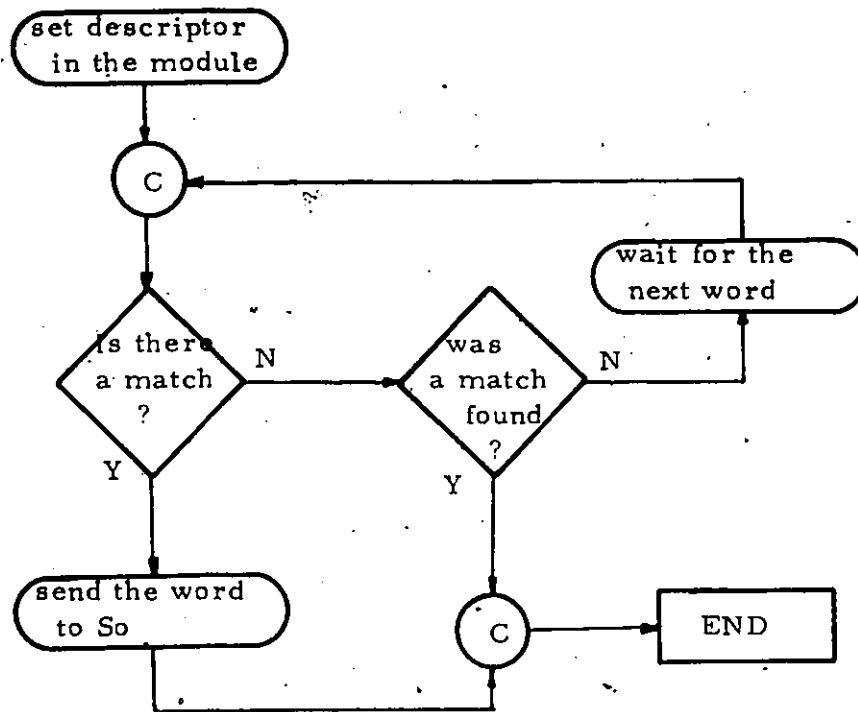 set descriptor
in the module
C
wait for the
next word
Is there
a match
?
N
was
a match
found
?
N
Y
Y
send the word
to So
C
END